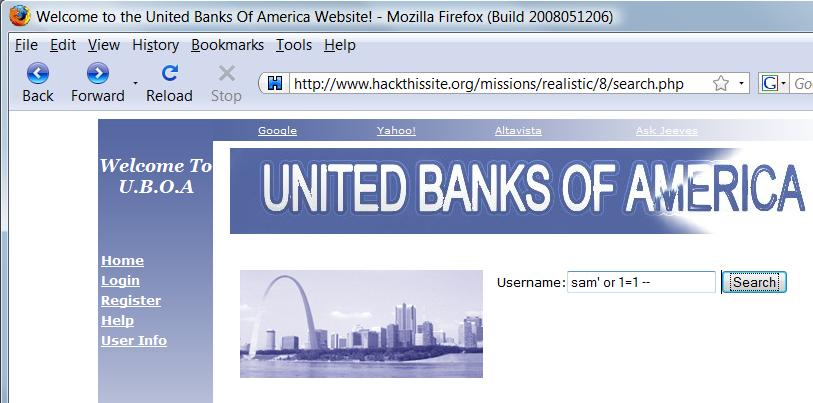 Welcome to the United Banks Of America Website! - Mozilla Firefox (Build 2008051206)
File Edit View History Bookmarks Tools Help
Back Forward Reload Stop
http://www.hackthissite.org/missions/realistic/8/search.php
G Goo
Google Yahoo! Altavista Ask Jeeves
Welcome To
U.B.O.A
UNITED BANKS OF AMERICA
Home
Login
Register
Help
User Info
Username: sam' or 1=1 -- Search